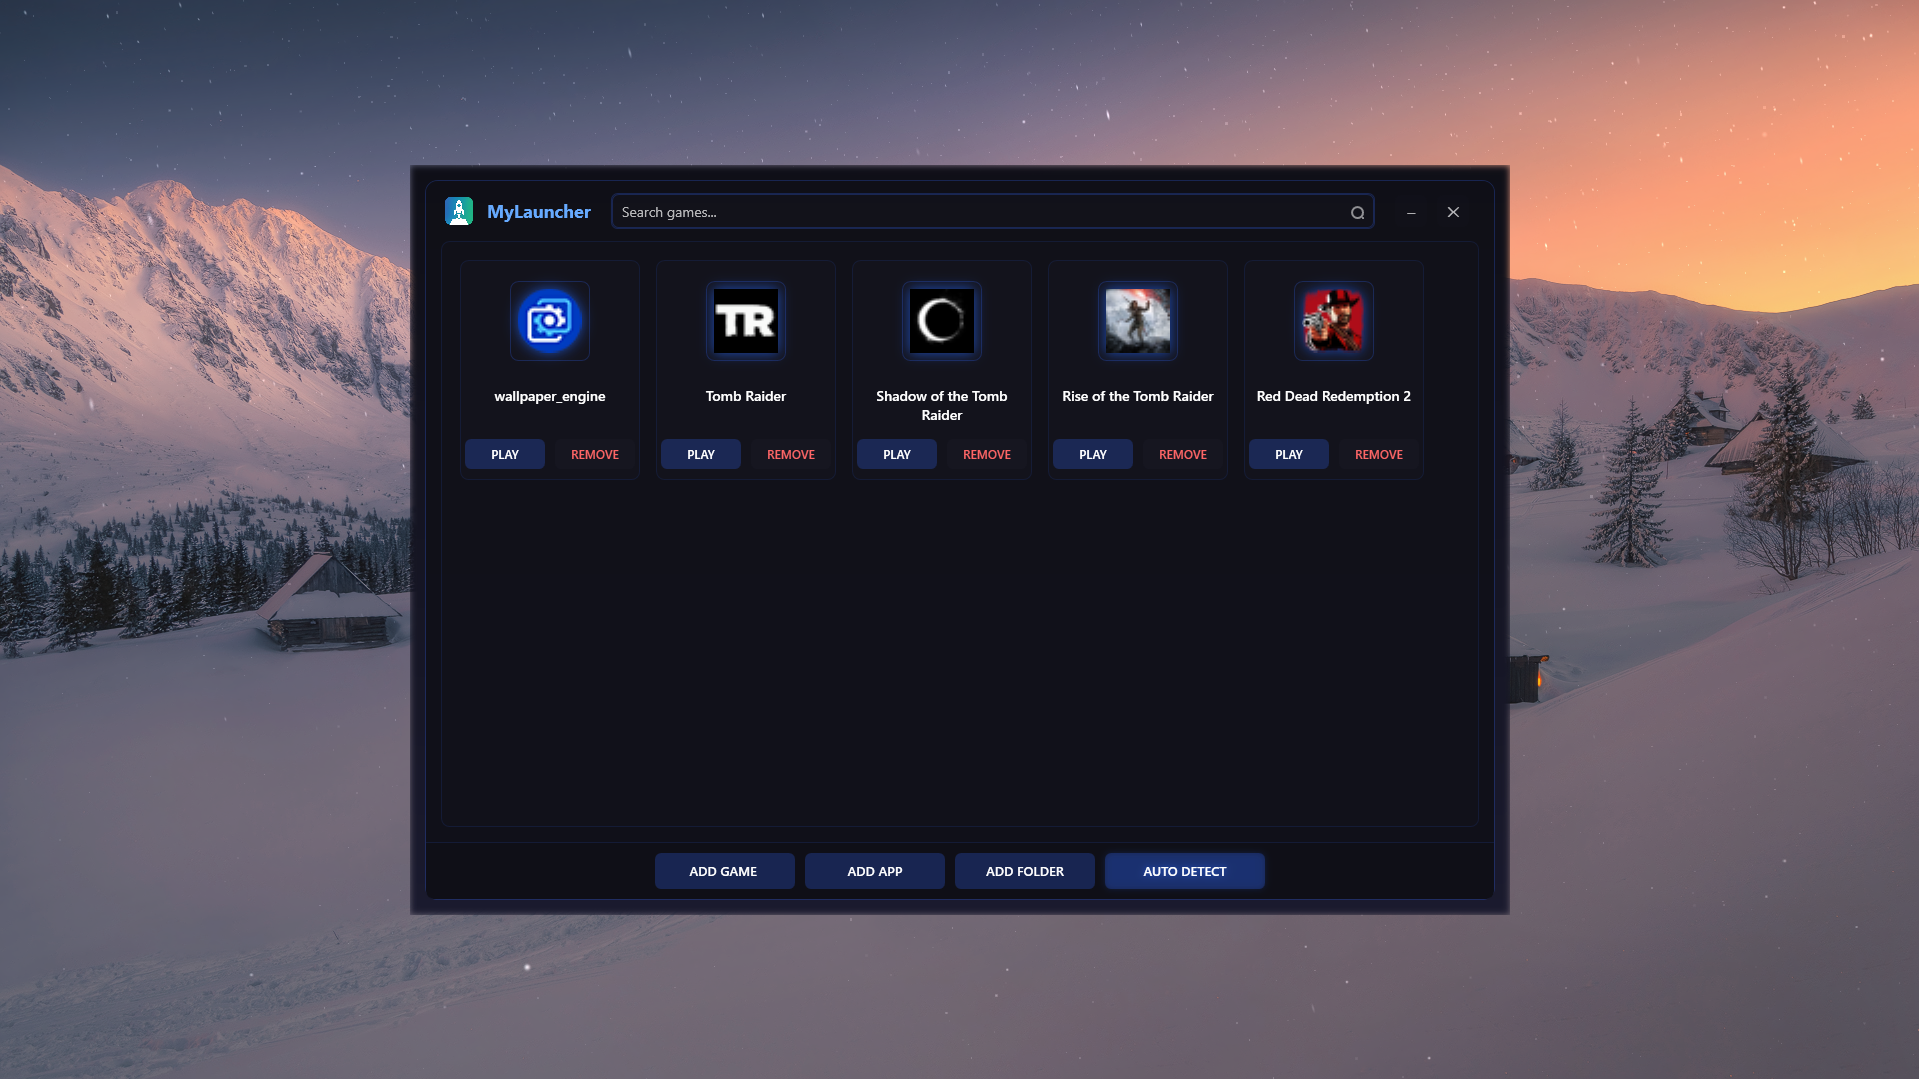 MyLauncher
Search games...
wallpaper_engine
PLAY
REMOVE
TR
Tomb Raider
PLAY
REMOVE
Shadow of the Tomb
Raider
PLAY
REMOVE
Rise of the Tomb Raider
PLAY
REMOVE
Red Dead Redemption 2
PLAY
REMOVE
ADD GAME
ADD APP
ADD FOLDER
AUTO DETECT